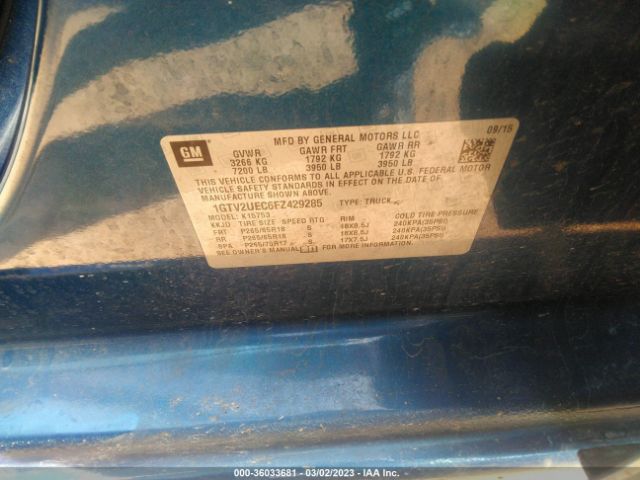 GM
MFD BY GENERAL MOTORS LLC 09/15
GVWR GAWR FRT GAWR RR
3266 KG 1792 KG 1792 KG
7200 LB 3950 LB 3950 LB
THIS VEHICLE CONFORMS TO ALL APPLICABLE U.S. FEDERAL MOTOR
VEHICLE SAFETY STANDARDS IN EFFECT ON THE DATE OF
MANUFACTURE SHOWN ABOVE.
1GTV2UEC6FZ429285 TYPE: TRUCK
MODEL: K15753
KKJD TIRE SIZE SPEED RTG RIM COLD TIRE PRESSURE
FRT P265/65R18 S 18X8.5J 240KPA(35PSI)
RR P265/65R18 S 18X8.5J 240KPA(35PSI)
SPA P265/70R17 S 17X7.5J 240KPA(35PSI)
SEE OWNER'S MANUAL FOR MORE INFORMATION.
000-36033681 - 03/02/2023 - IAA Inc.